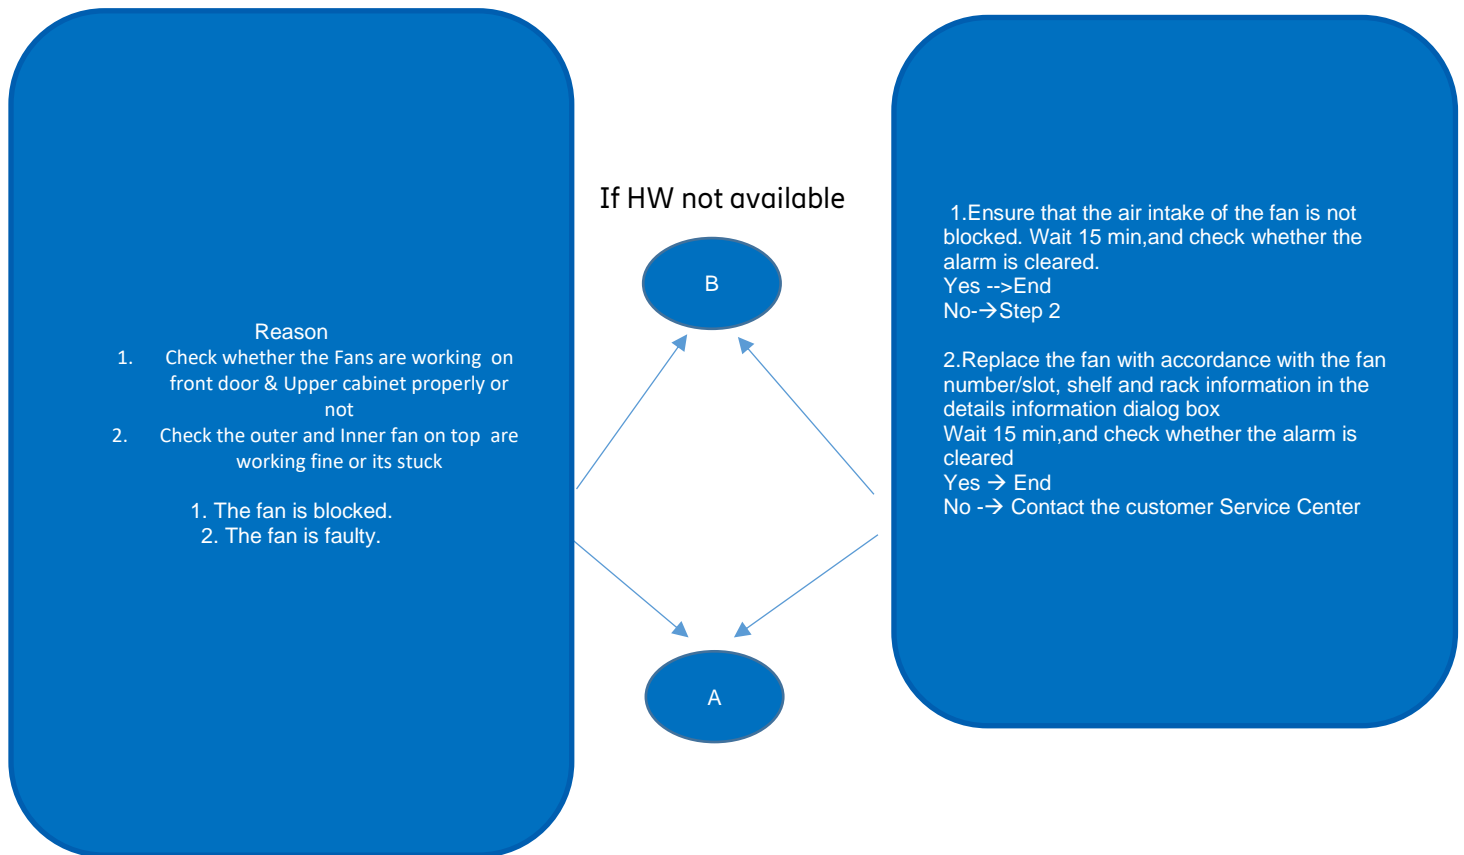 Reason
1. Check whether the Fans are working on
front door & Upper cabinet properly or
not
2. Check the outer and Inner fan on top are
working fine or its stuck
1. The fan is blocked.
2. The fan is faulty.
If HW not available
B
A
1.Ensure that the air intake of the fan is not
blocked. Wait 15 min,and check whether the
alarm is cleared.
Yes -->End
No-→Step 2
2.Replace the fan with accordance with the fan
number/slot, shelf and rack information in the
details information dialog box
Wait 15 min,and check whether the alarm is
cleared
Yes → End
No -→ Contact the customer Service Center